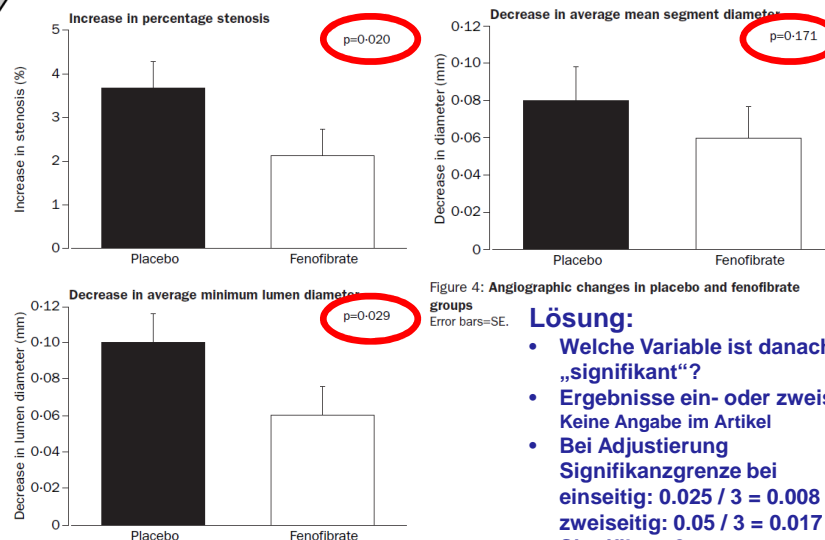 Increase in percentage stenosis
p=0·020
Increase in stenosis (%)
5
4
3
2
1
0
Placebo Fenofibrate
Decrease in average mean segment diameter
p=0·171
Decrease in diameter (mm)
0·12
0·10
0·08
0·06
0·04
0·02
0
Placebo Fenofibrate
Decrease in average minimum lumen diameter
p=0·029
Decrease in lumen diameter (mm)
0·12
0·10
0·08
0·06
0·04
0·02
0
Placebo Fenofibrate
Figure 4: Angiographic changes in placebo and fenofibrate
groups
Error bars=SE.
Lösung:
• Welche Variable ist danach
„signifikant“?
• Ergebnisse ein- oder
Keine Angabe im Artikel
• Bei Adjustierung
Signifikanzgrenze bei
einseitig: 0.025 / 3 = 0.008
zweiseitig: 0.05 / 3 = 0.017